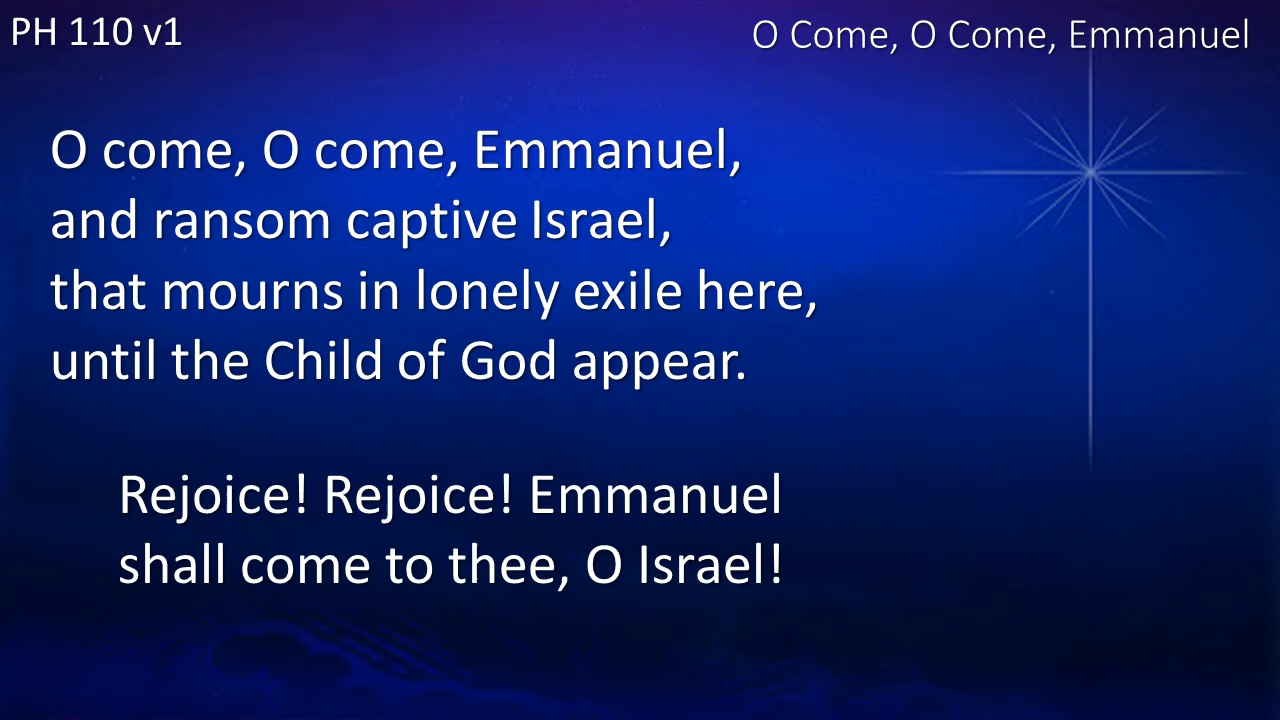 PH 110 v1
O Come, O Come, Emmanuel
O come, O come, Emmanuel,
and ransom captive Israel,
that mourns in lonely exile here,
until the Child of God appear.
Rejoice! Rejoice! Emmanuel
shall come to thee, O Israel!